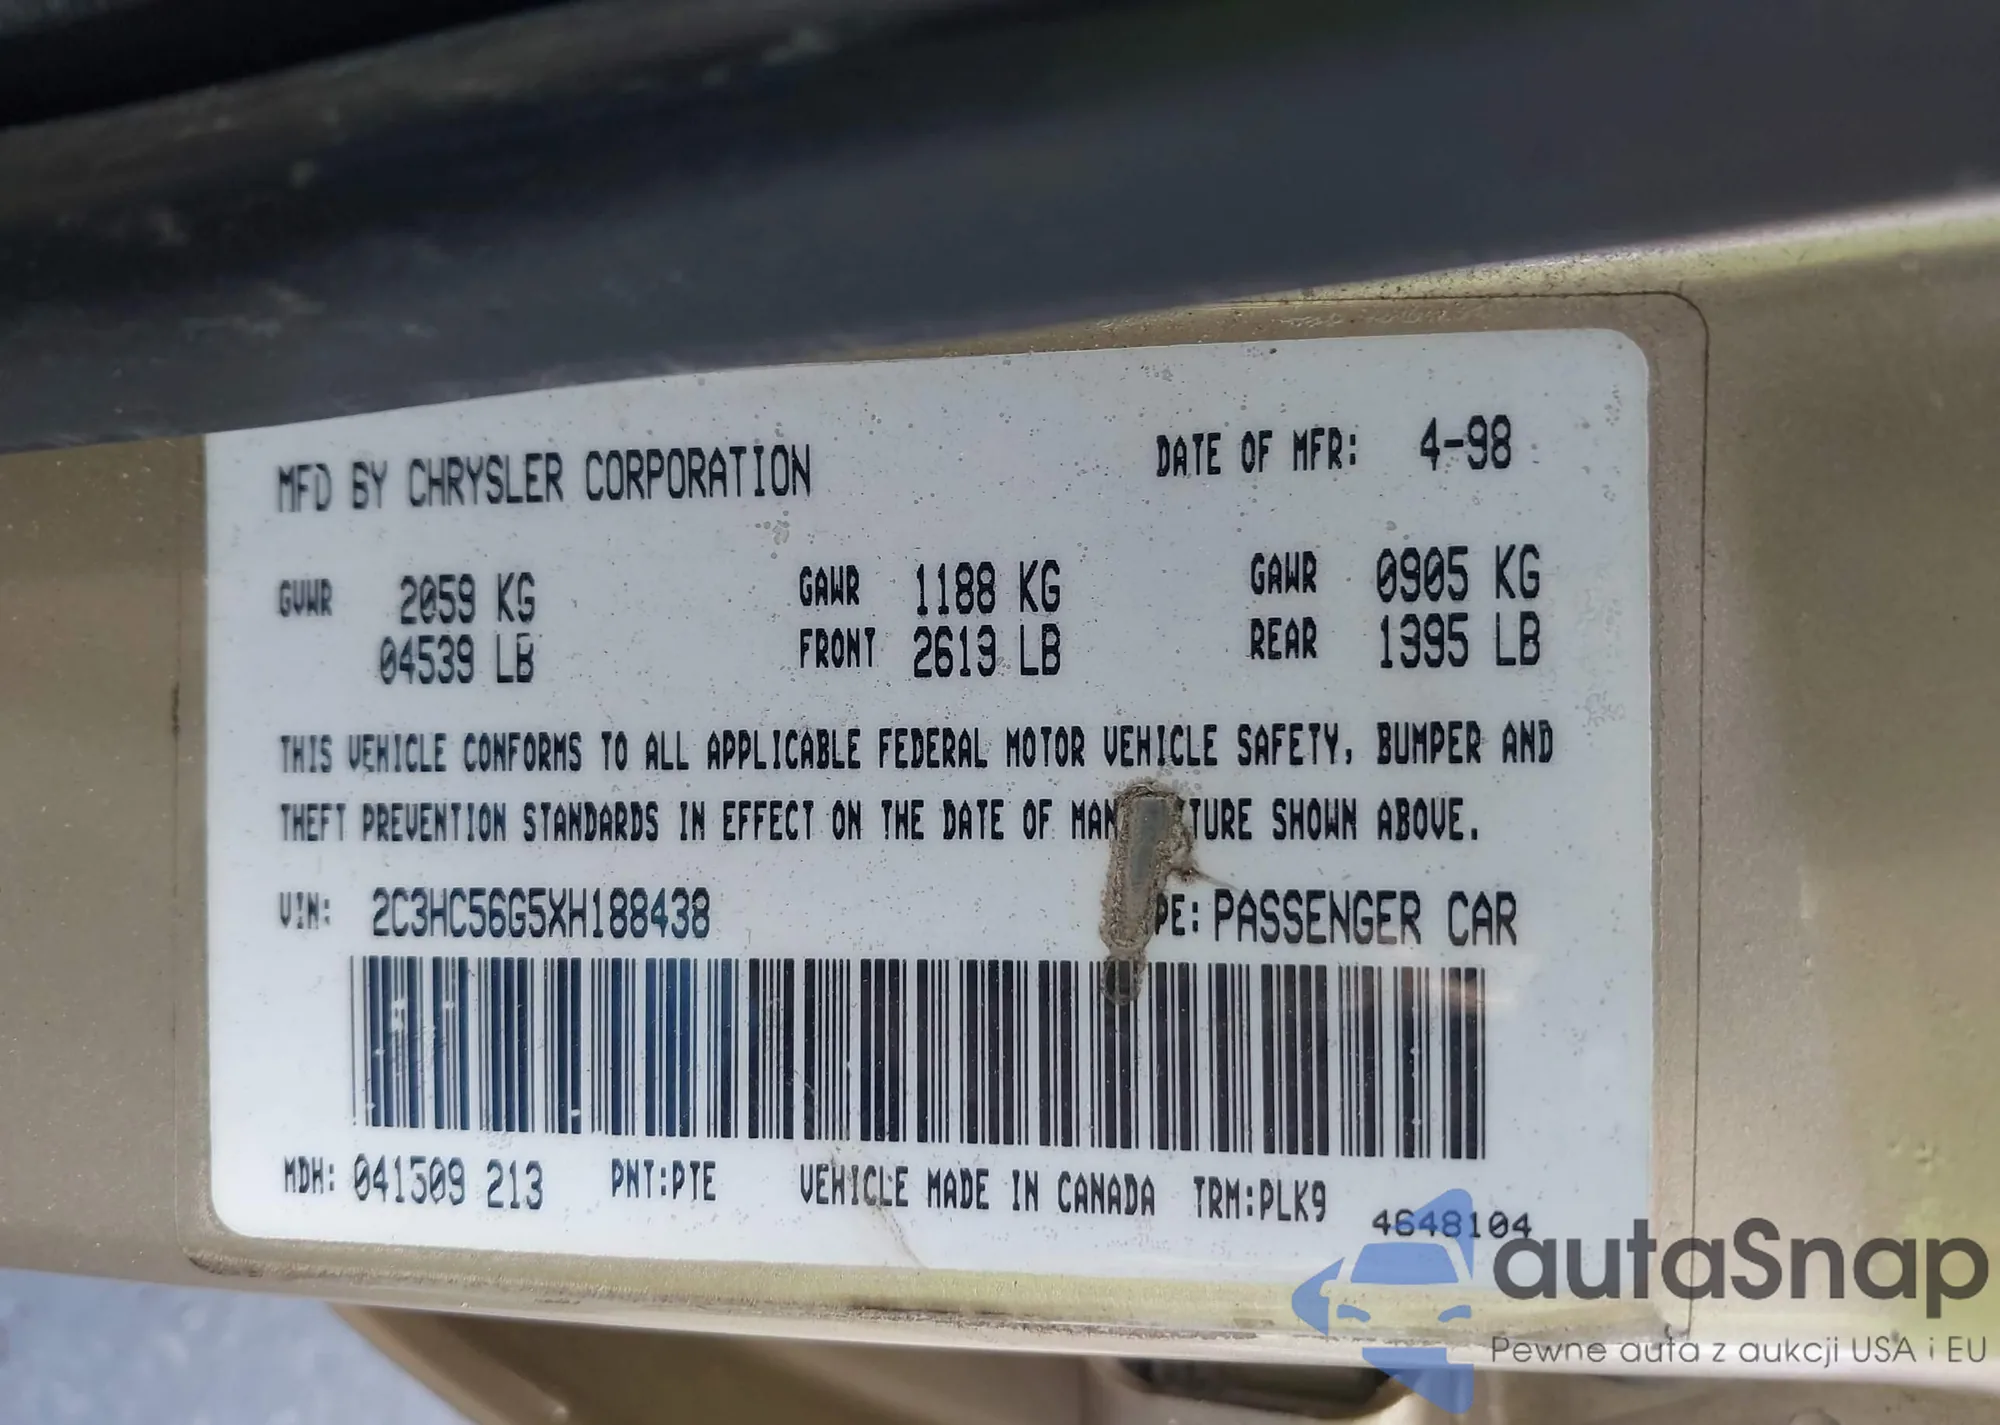 MFD BY CHRYSLER CORPORATION DATE OF MFR: 4-98
GVWR 2059 KG GAWR 1188 KG GAWR 0905 KG
04539 LB FRONT 2619 LB REAR 1995 LB
THIS VEHICLE CONFORMS TO ALL APPLICABLE FEDERAL MOTOR VEHICLE SAFETY, BUMPER AND
THEFT PREVENTION STANDARDS IN EFFECT ON THE DATE OF MAN TURE SHOWN ABOVE.
VIN: 2C3HC56G5XH188438 PE: PASSENGER CAR
MDH: 041509 213 PNT:PTE VEHICLE MADE IN CANADA TRM:PLK9
4648104
autaSnap
Pewne auta z aukcji USA i EU